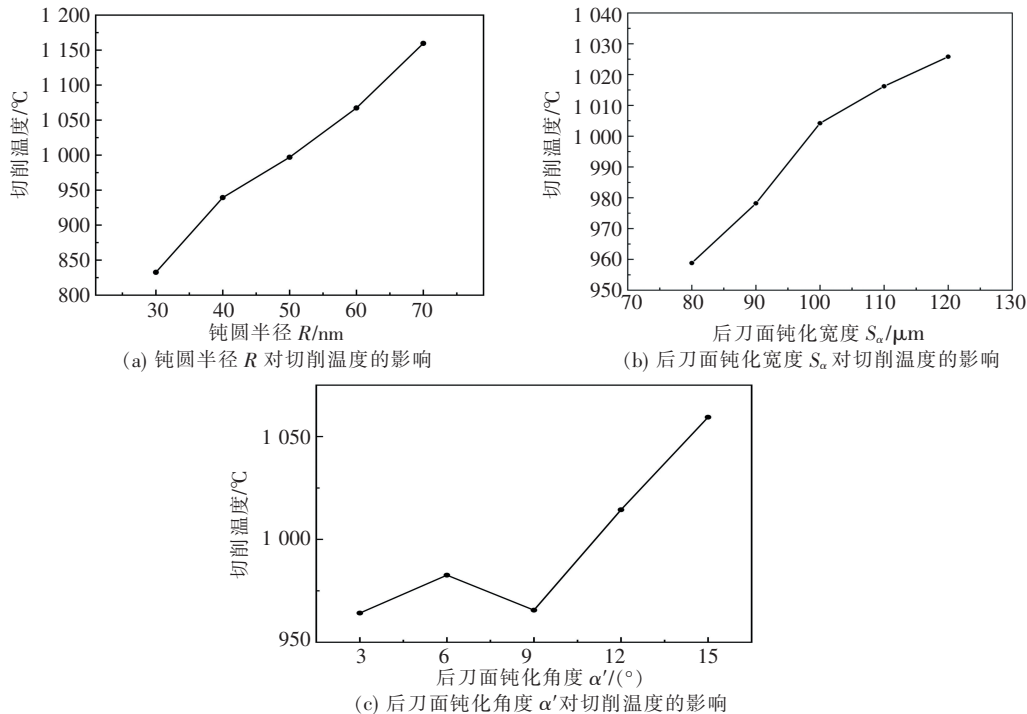 1 200
1 150
1 100
1 050
1 000
950
900
850
800
切削温度/℃
30 40 50 60 70
钝圆半径 R/nm
(a) 钝圆半径 R 对切削温度的影响
1 040
1 030
1 020
1 010
1 000
990
980
970
960
950
切削温度/℃
70 80 90 100 110 120 130
后刀面钝化宽度 Sα/μm
(b) 后刀面钝化宽度 Sα 对切削温度的影响
1 050
1 000
950
切削温度/℃
3 6 9 12 15
后刀面钝化角度 α′/(°)
(c) 后刀面钝化角度 α′对切削温度的影响